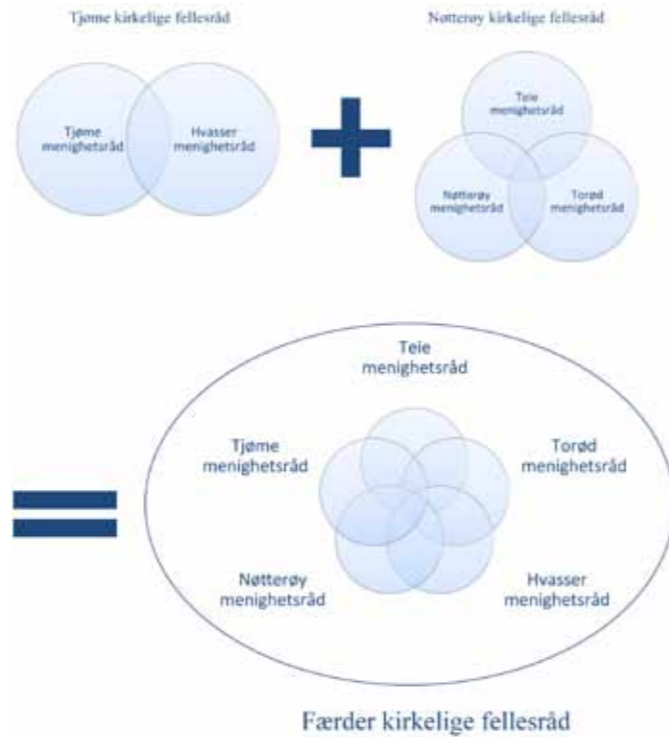 Tjøme kirkelige fellesråd
Nøtterøy kirkelige fellesråd
Tjøme
menighetsråd
Hvasser
menighetsråd
Teie
menighetsråd
Nøtterøy
menighetsråd
Torød
menighetsråd
Teie
menighetsråd
Tjøme
menighetsråd
Torød
menighetsråd
Nøtterøy
menighetsråd
Hvasser
menighetsråd
Færder kirkelige fellesråd